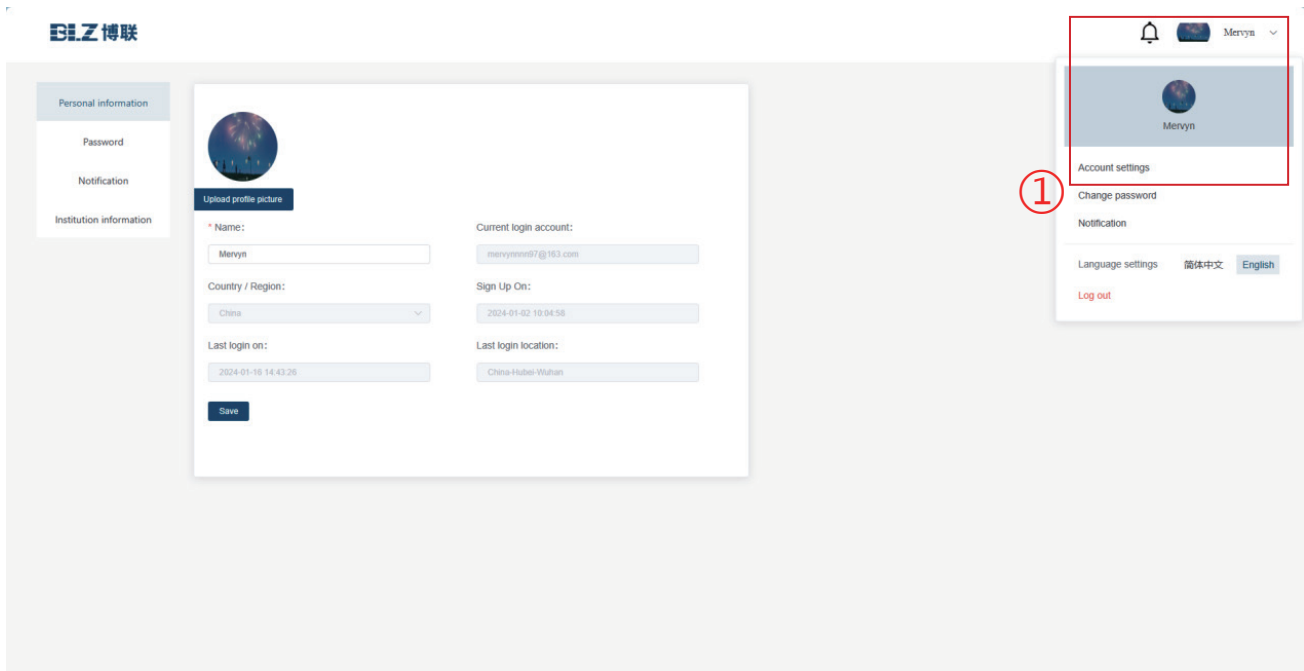 BLZ博联
Mervyn
Personal information
Password
Notification
Institution information
Upload profile picture
* Name:
Current login account:
Mervyn
mervynnnn97@163.com
Country / Region:
Sign Up On:
China
2024-01-02 10:04:58
Last login on:
Last login location:
2024-01-16 14:43:26
China-Hubei-Wuhan
Save
Mervyn
Account settings
①
Change password
Notification
Language settings 简体中文 English
Log out